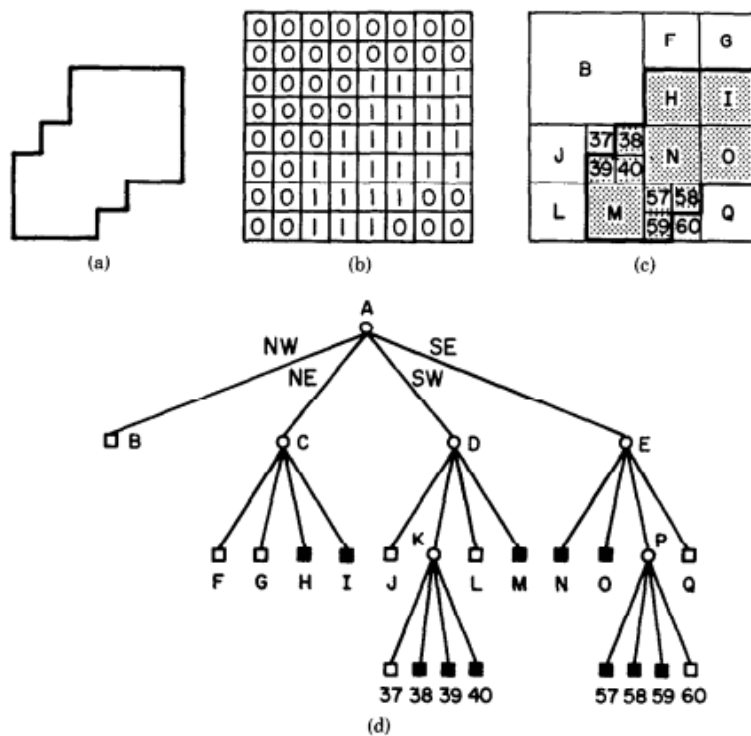 0 0 0 0 0 0 0 0
0 0 0 0 0 0 0 0
0 0 0 0 1 1 1 1
0 0 0 0 1 1 1 1
0 0 0 1 1 1 1 1
0 0 1 1 1 1 1 1
0 0 1 1 1 1 0 0
0 0 1 1 1 0 0 0
F G
B
H I
37 38
J N O
39 40
57 58
L M Q
59 60
(a) (b) (c)
A
NW SE
NE SW
B C D E
K P
F G H I J L M N O Q
37 38 39 40 57 58 59 60
(d)